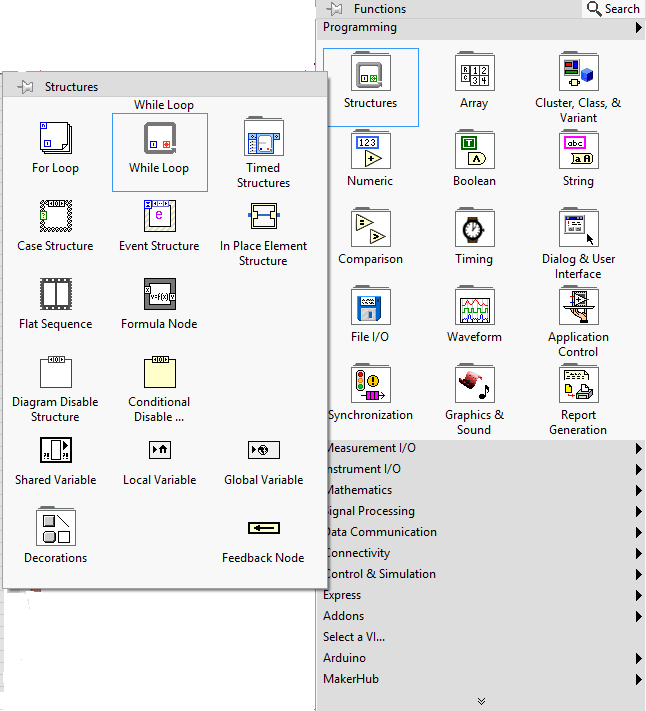 Functions
Search
Programming
Structures
Array
Cluster, Class, &
Variant
Numeric
Boolean
String
Comparison
Timing
Dialog & User
Interface
File I/O
Waveform
Application
Control
Synchronization
Graphics &
Sound
Report
Generation
Measurement I/O
Instrument I/O
Mathematics
Signal Processing
Data Communication
Connectivity
Control & Simulation
Express
Addons
Select a VI...
Arduino
MakerHub
Structures
While Loop
For Loop
While Loop
Timed
Structures
Case Structure
Event Structure
In Place Element
Structure
Flat Sequence
Formula Node
Diagram Disable
Structure
Conditional
Disable ...
Shared Variable
Local Variable
Global Variable
Decorations
Feedback Node